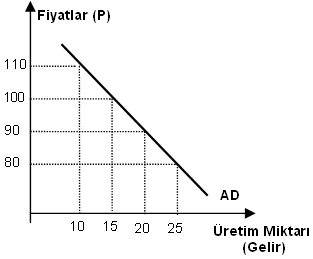 Fiyatlar (P)
110
100
90
80
AD
10 15 20 25
Üretim Miktarı
(Gelir)